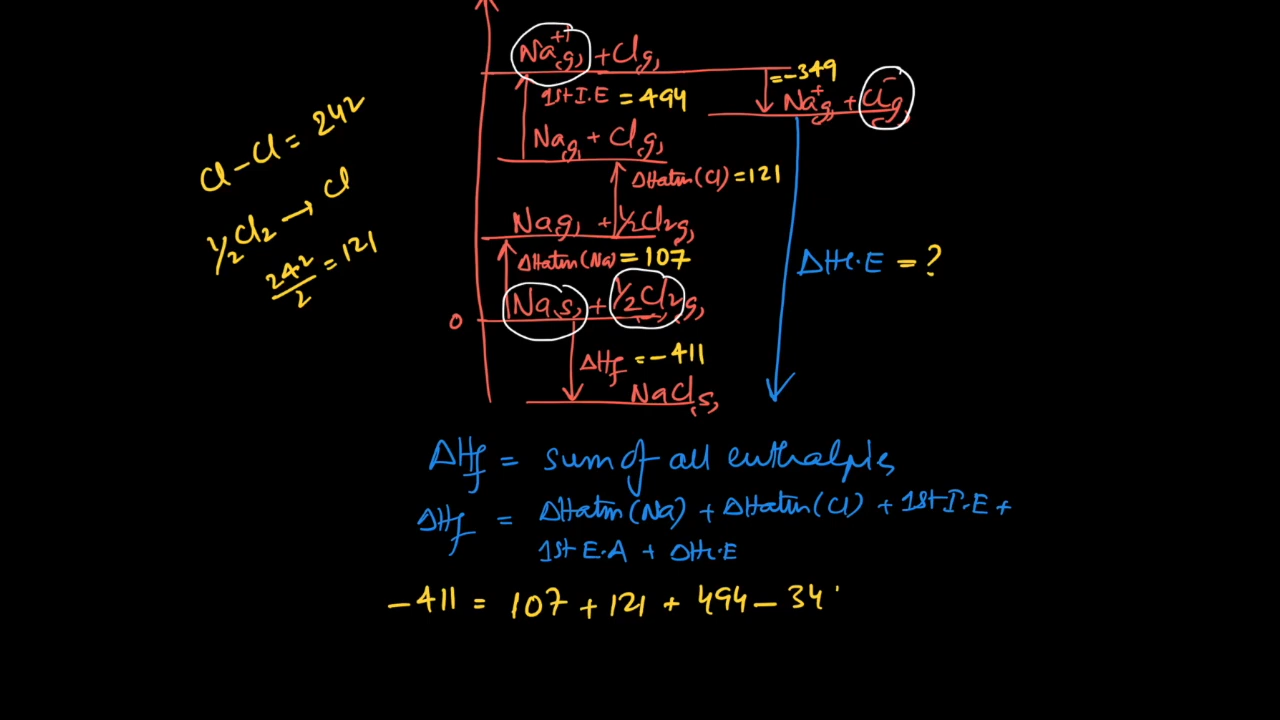 Na⁺⁺(g) + Cl(g)
= -349
1st I.E = 494
Na⁺(g) + Cl⁻(g)
Cl - Cl = 242
Na(g) + Cl(g)
ΔHatm(Cl) = 121
½Cl2 → Cl
Na(g) + ½Cl2(g)
242/2 = 121
ΔHatm(Na) = 107
ΔHL.E = ?
Na(s) + ½Cl2(g)
0
ΔHf = -411
NaCl(s)
ΔHf = sum of all enthalpies
ΔHf = ΔHatm(Na) + ΔHatm(Cl) + 1st I.E +
1st E.A + ΔHL.E
-411 = 107 + 121 + 494 - 34